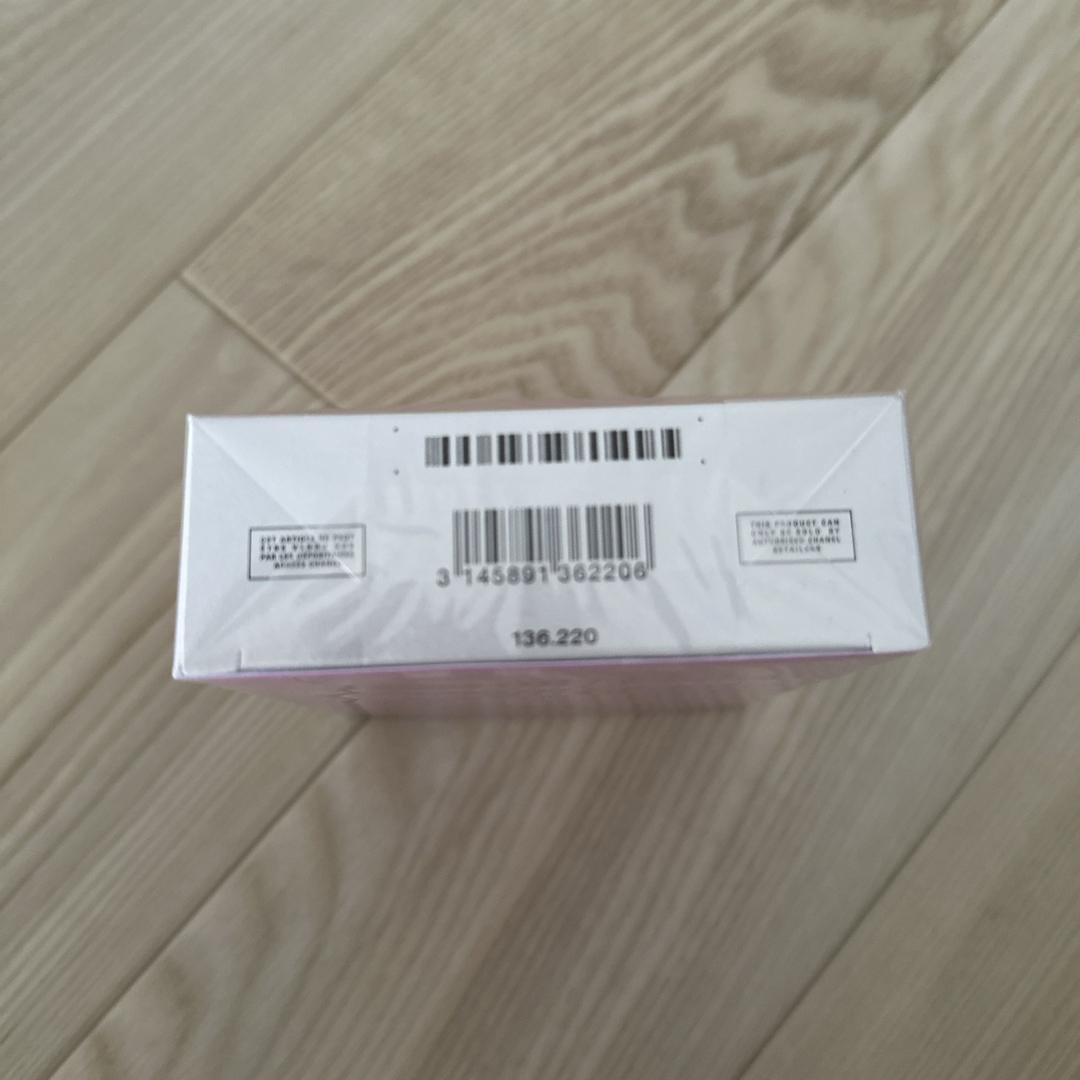 CET ARTICLE NE PEUT
ETRE VENDU QUE
PAR LES DEPOSITAIRES
AGREES CHANEL
3 145891 362206
THIS PRODUCT CAN
ONLY BE SOLD BY
AUTHORISED CHANEL
RETAILERS
136.220